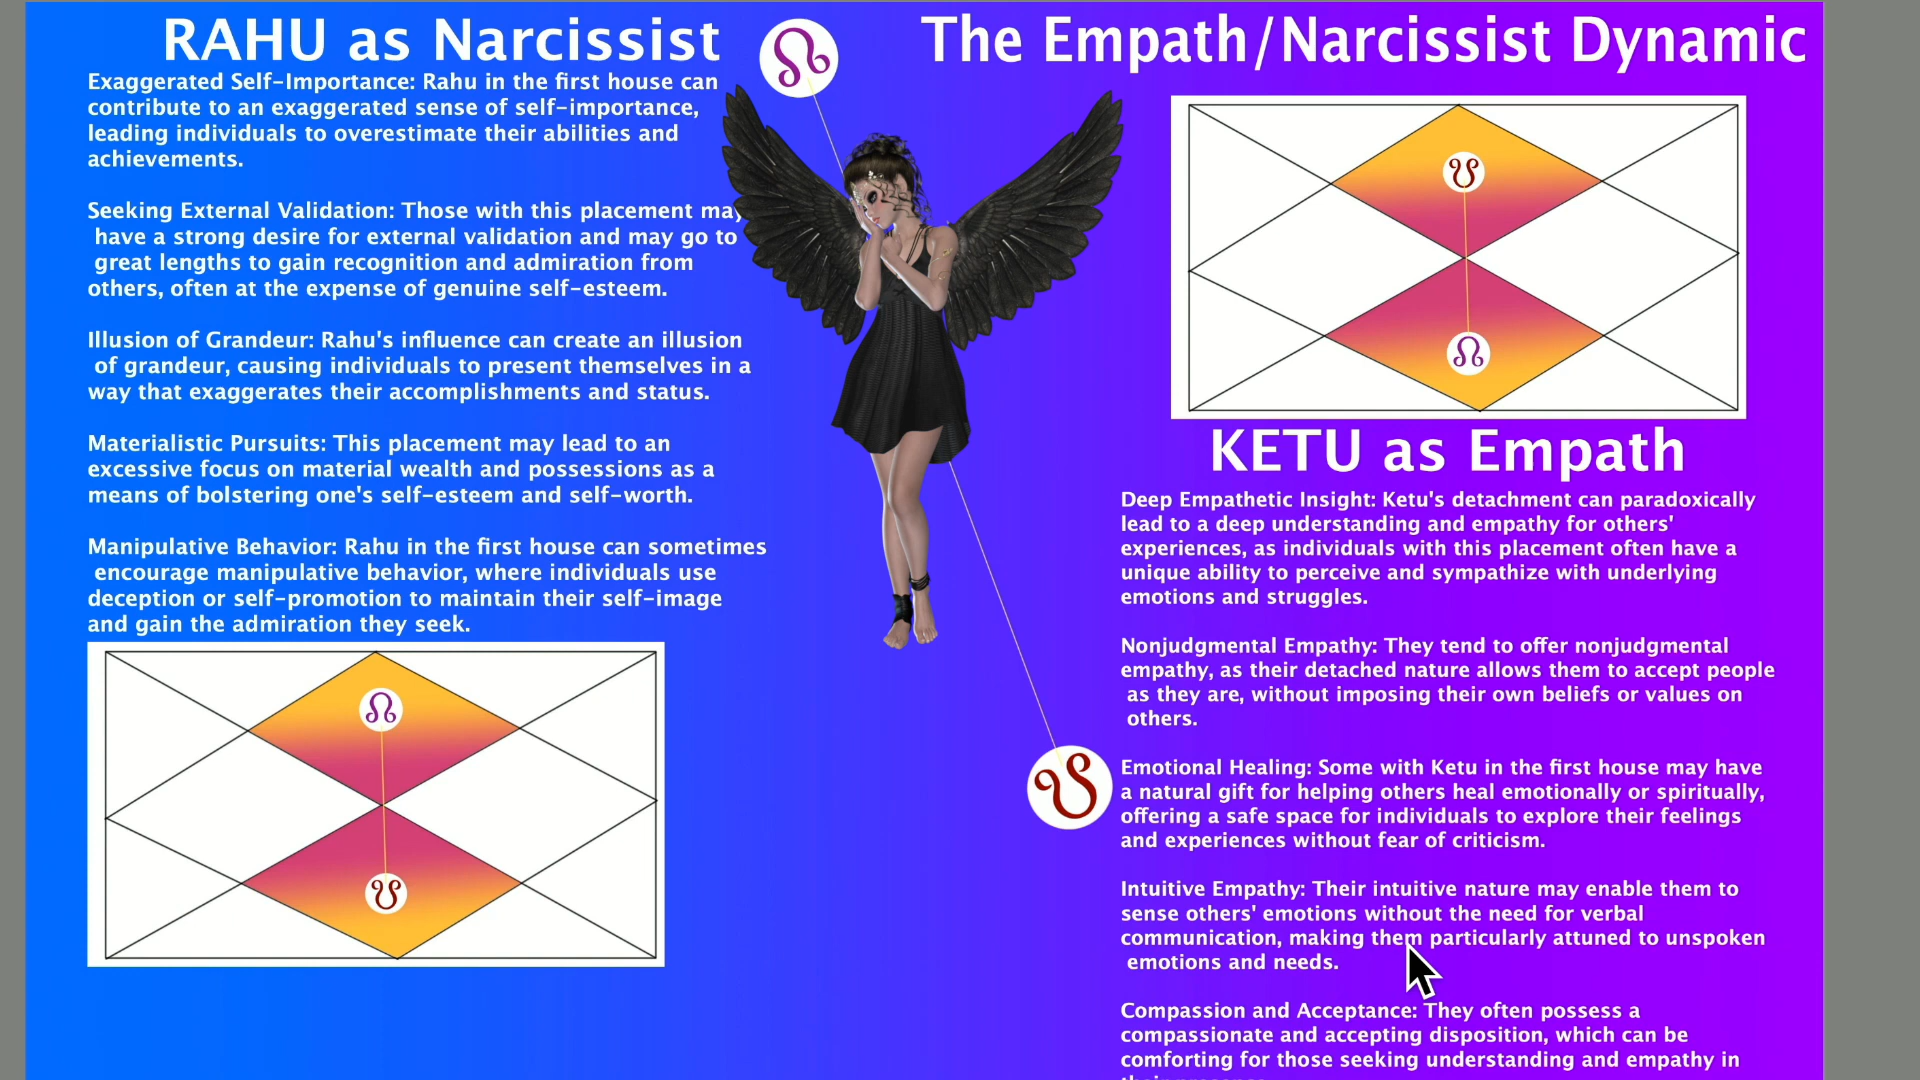 RAHU as Narcissist
Exaggerated Self-Importance: Rahu in the first house can
contribute to an exaggerated sense of self-importance,
leading individuals to overestimate their abilities and
achievements.
Seeking External Validation: Those with this placement may
have a strong desire for external validation and may go to
great lengths to gain recognition and admiration from
others, often at the expense of genuine self-esteem.
Illusion of Grandeur: Rahu's influence can create an illusion
of grandeur, causing individuals to present themselves in a
way that exaggerates their accomplishments and status.
Materialistic Pursuits: This placement may lead to an
excessive focus on material wealth and possessions as a
means of bolstering one's self-esteem and self-worth.
Manipulative Behavior: Rahu in the first house can sometimes
encourage manipulative behavior, where individuals use
deception or self-promotion to maintain their self-image
and gain the admiration they seek.
☊
☋
☊
☋
The Empath/Narcissist Dynamic
☋
☊
KETU as Empath
Deep Empathetic Insight: Ketu's detachment can paradoxically
lead to a deep understanding and empathy for others'
experiences, as individuals with this placement often have a
unique ability to perceive and sympathize with underlying
emotions and struggles.
Nonjudgmental Empathy: They tend to offer nonjudgmental
empathy, as their detached nature allows them to accept people
as they are, without imposing their own beliefs or values on
others.
Emotional Healing: Some with Ketu in the first house may have
a natural gift for helping others heal emotionally or spiritually,
offering a safe space for individuals to explore their feelings
and experiences without fear of criticism.
Intuitive Empathy: Their intuitive nature may enable them to
sense others' emotions without the need for verbal
communication, making them particularly attuned to unspoken
emotions and needs.
Compassion and Acceptance: They often possess a
compassionate and accepting disposition, which can be
comforting for those seeking understanding and empathy in